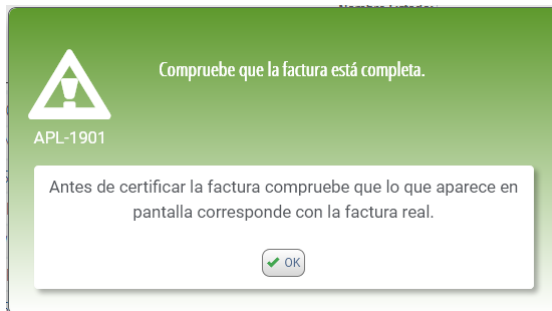 Compruebe que la factura está completa.
APL-1901
Antes de certificar la factura compruebe que lo que aparece en
pantalla corresponde con la factura real.
OK